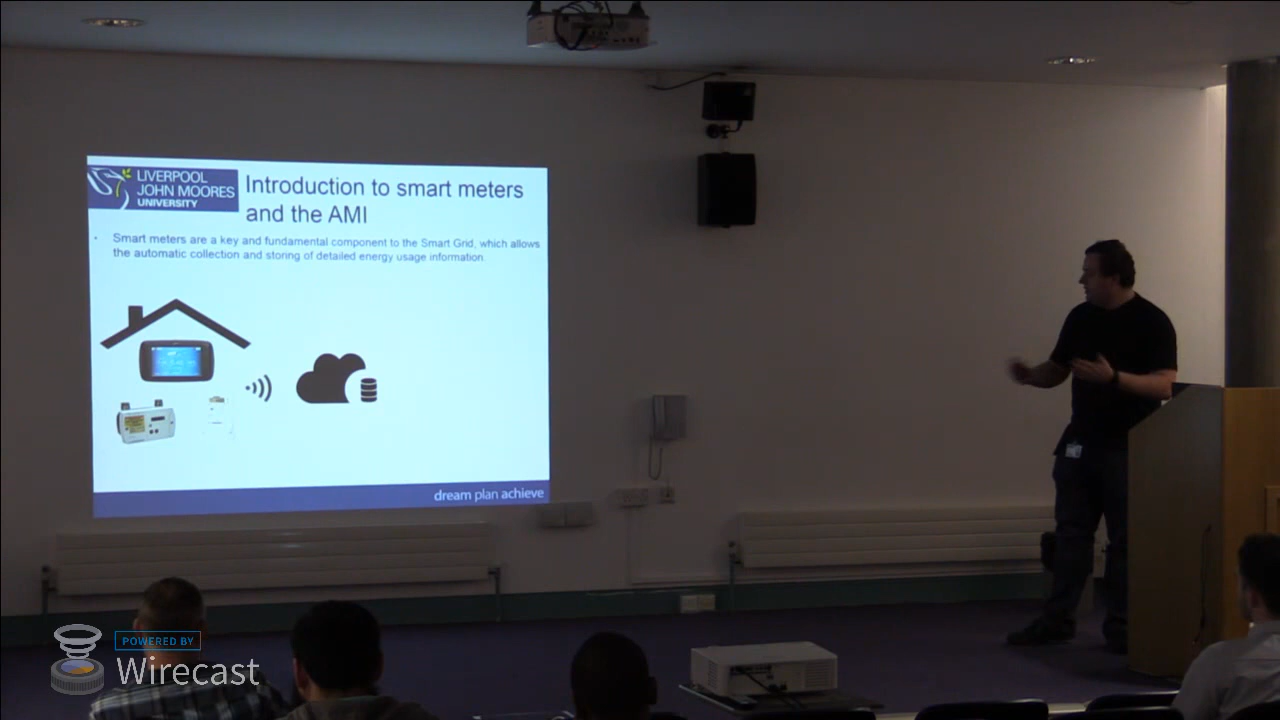 LIVERPOOL
JOHN MOORES
UNIVERSITY
Introduction to smart meters
and the AMI
Smart meters are a key and fundamental component to the Smart Grid, which allows
the automatic collection and storing of detailed energy usage information.
dream plan achieve
POWERED BY
Wirecast